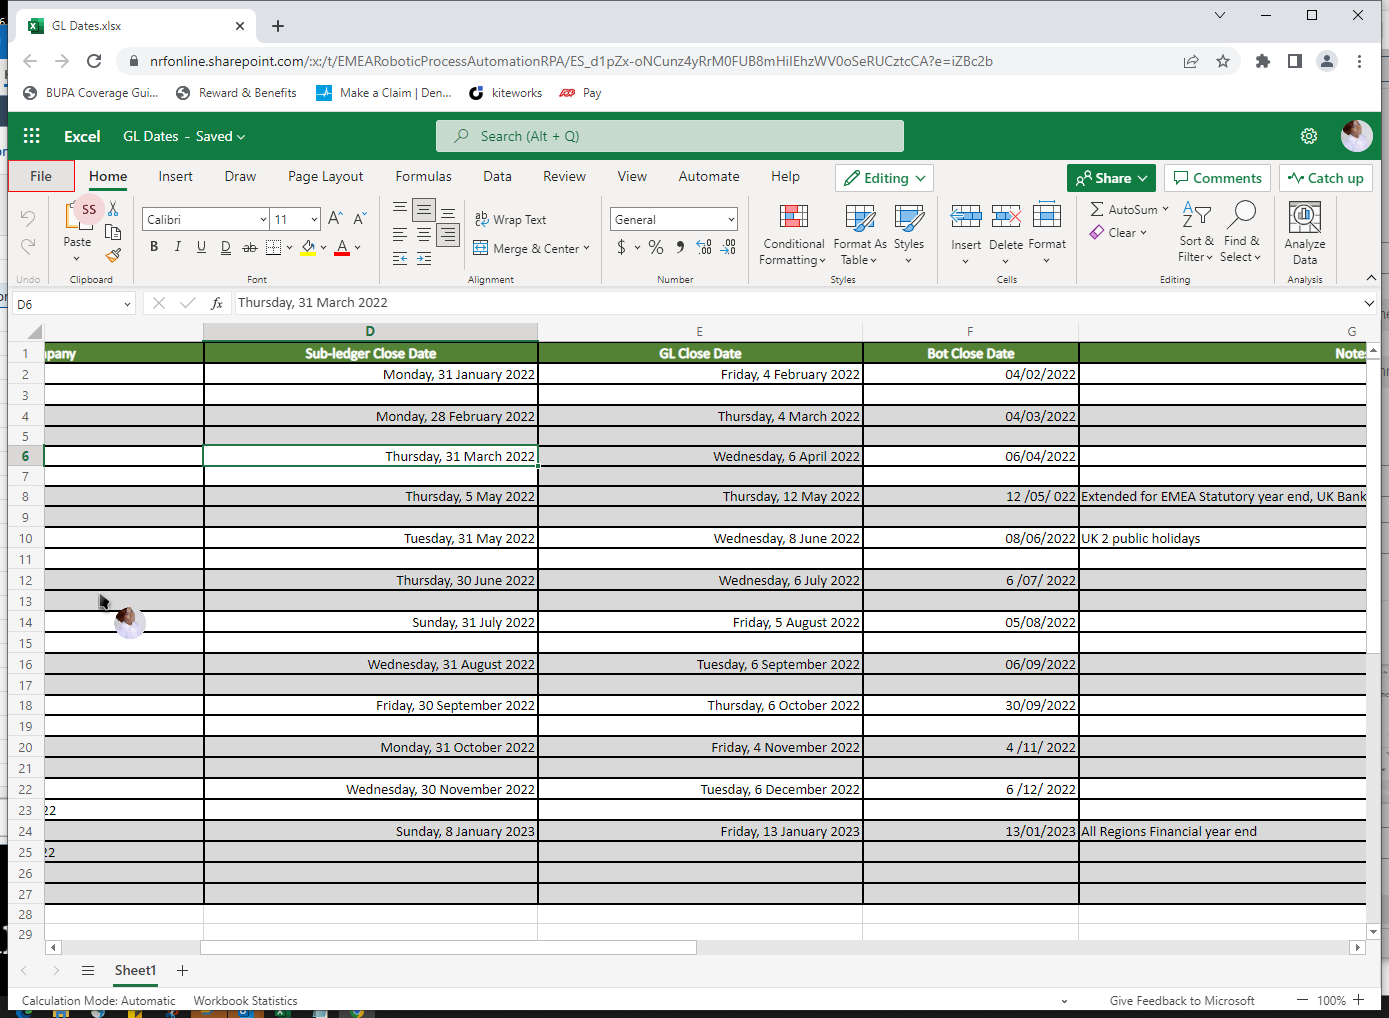 GL Dates.xlsx
nrfonline.sharepoint.com/:x:/t/EMEARoboticProcessAutomationRPA/ES_d1pZx-oNCunz4yRrM0FUB8mHiIEhzWV0oSeRUCztcCA?e=iZBc2b
BUPA Coverage Gui... Reward & Benefits Make a Claim | Den... kiteworks Pay
Excel GL Dates - Saved Search (Alt + Q)
File Home Insert Draw Page Layout Formulas Data Review View Automate Help Editing Share Comments Catch up
SS Calibri 11 Wrap Text General AutoSum
Paste Merge & Center Conditional Formatting Format As Table Styles Insert Delete Format Clear Sort & Filter Find & Select Analyze Data
Undo Clipboard Font Alignment Number Styles Cells Editing Analysis
D6 fx Thursday, 31 March 2022
D E F G
1 pany Sub-ledger Close Date GL Close Date Bot Close Date Note
2 Monday, 31 January 2022 Friday, 4 February 2022 04/02/2022
3
4 Monday, 28 February 2022 Thursday, 4 March 2022 04/03/2022
5
6 Thursday, 31 March 2022 Wednesday, 6 April 2022 06/04/2022
7
8 Thursday, 5 May 2022 Thursday, 12 May 2022 12 /05/ 022 Extended for EMEA Statutory year end, UK Bank
9
10 Tuesday, 31 May 2022 Wednesday, 8 June 2022 08/06/2022 UK 2 public holidays
11
12 Thursday, 30 June 2022 Wednesday, 6 July 2022 6 /07/ 2022
13
14 Sunday, 31 July 2022 Friday, 5 August 2022 05/08/2022
15
16 Wednesday, 31 August 2022 Tuesday, 6 September 2022 06/09/2022
17
18 Friday, 30 September 2022 Thursday, 6 October 2022 30/09/2022
19
20 Monday, 31 October 2022 Friday, 4 November 2022 4 /11/ 2022
21
22 Wednesday, 30 November 2022 Tuesday, 6 December 2022 6 /12/ 2022
23 22
24 Sunday, 8 January 2023 Friday, 13 January 2023 13/01/2023 All Regions Financial year end
25 22
26
27
28
29
Sheet1
Calculation Mode: Automatic Workbook Statistics Give Feedback to Microsoft 100%